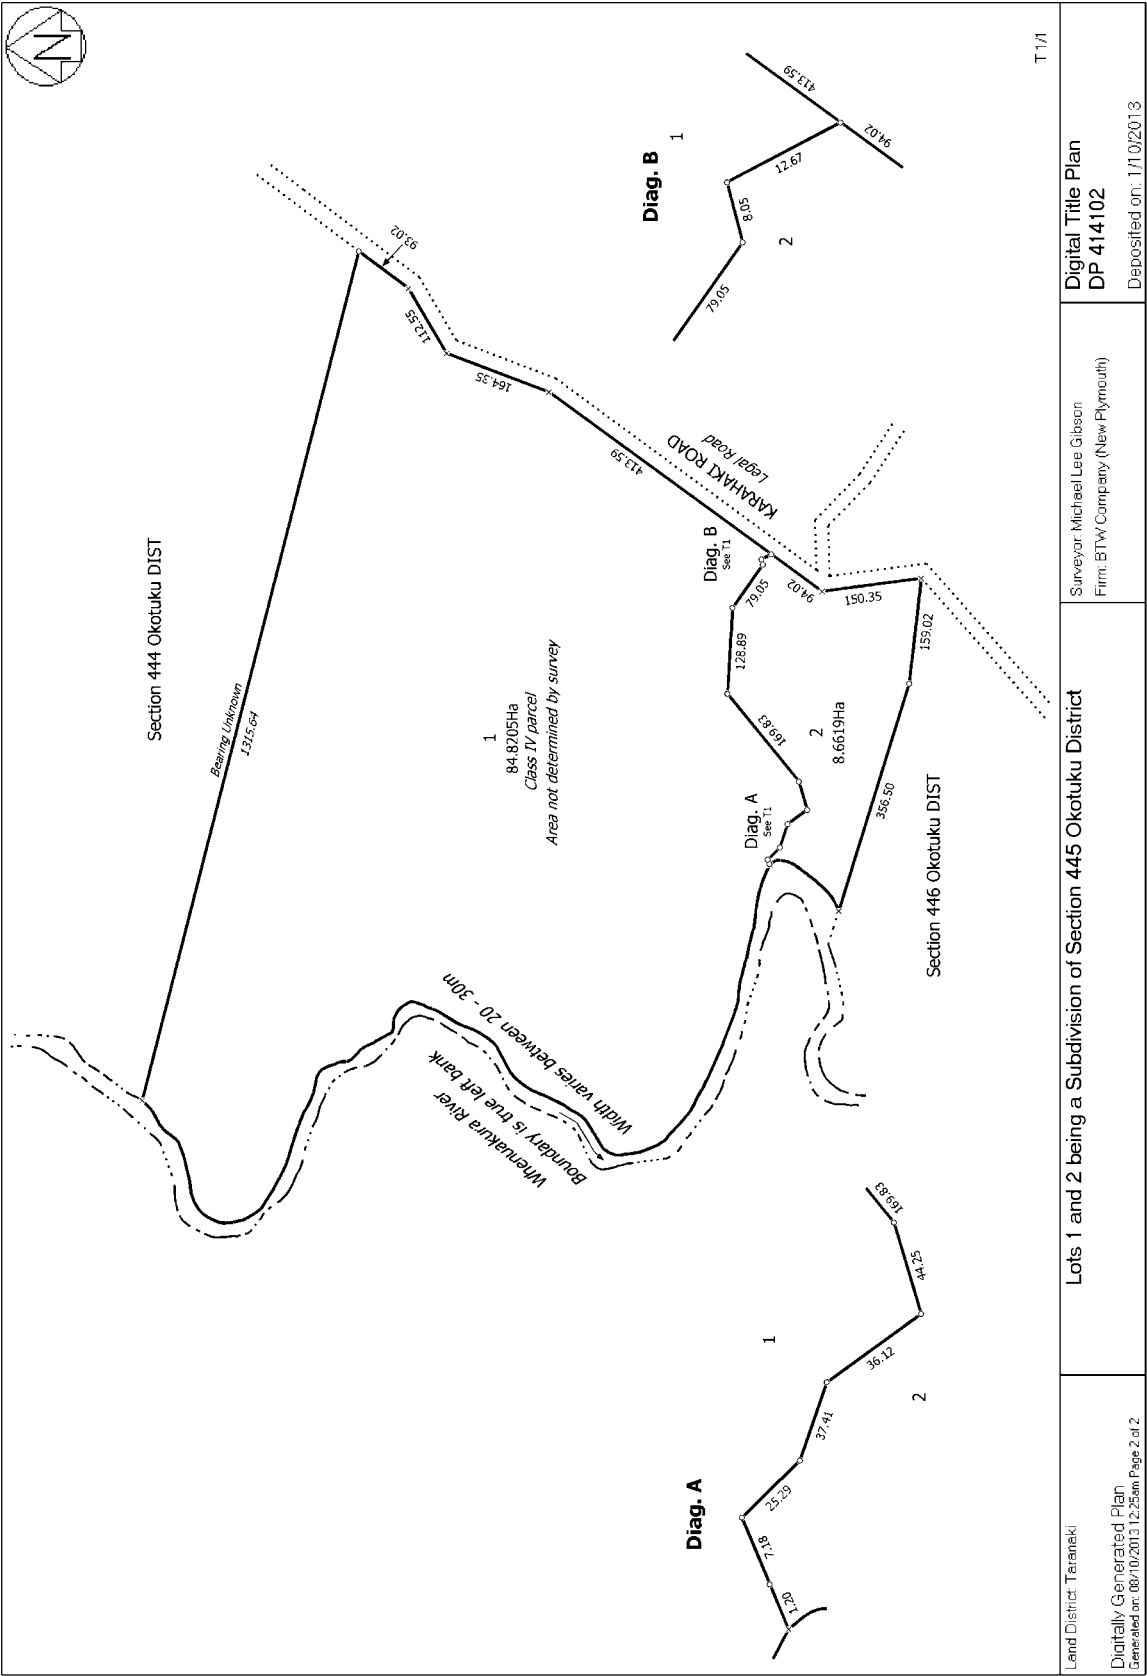 N
Section 444 Okotuku DIST
Bearing Unknown
1315.64
93.02
112.55
164.35
413.59
KARAHAKI ROAD
Legal Road
1
84.8205Ha
Class IV parcel
Area not determined by survey
Whenuakura River
Boundary is true left bank
Width varies between 20 - 30m
Diag. A
See T1
Diag. B
See T1
169.83
128.89
79.05
94.02
150.35
159.02
356.50
2
8.6619Ha
Section 446 Okotuku DIST
Diag. A
1.20
7.18
25.29
37.41
36.12
44.25
169.83
1
2
Diag. B
79.05
8.05
12.67
413.59
94.02
1
2
T 1/1
Land District: Taranaki
Digitally Generated Plan
Generated on: 08/10/2013 12:25am Page 2 of 2
Lots 1 and 2 being a Subdivision of Section 445 Okotuku District
Surveyor: Michael Lee Gibson
Firm: BTW Company (New Plymouth)
Digital Title Plan
DP 414102
Deposited on: 1/10/2013